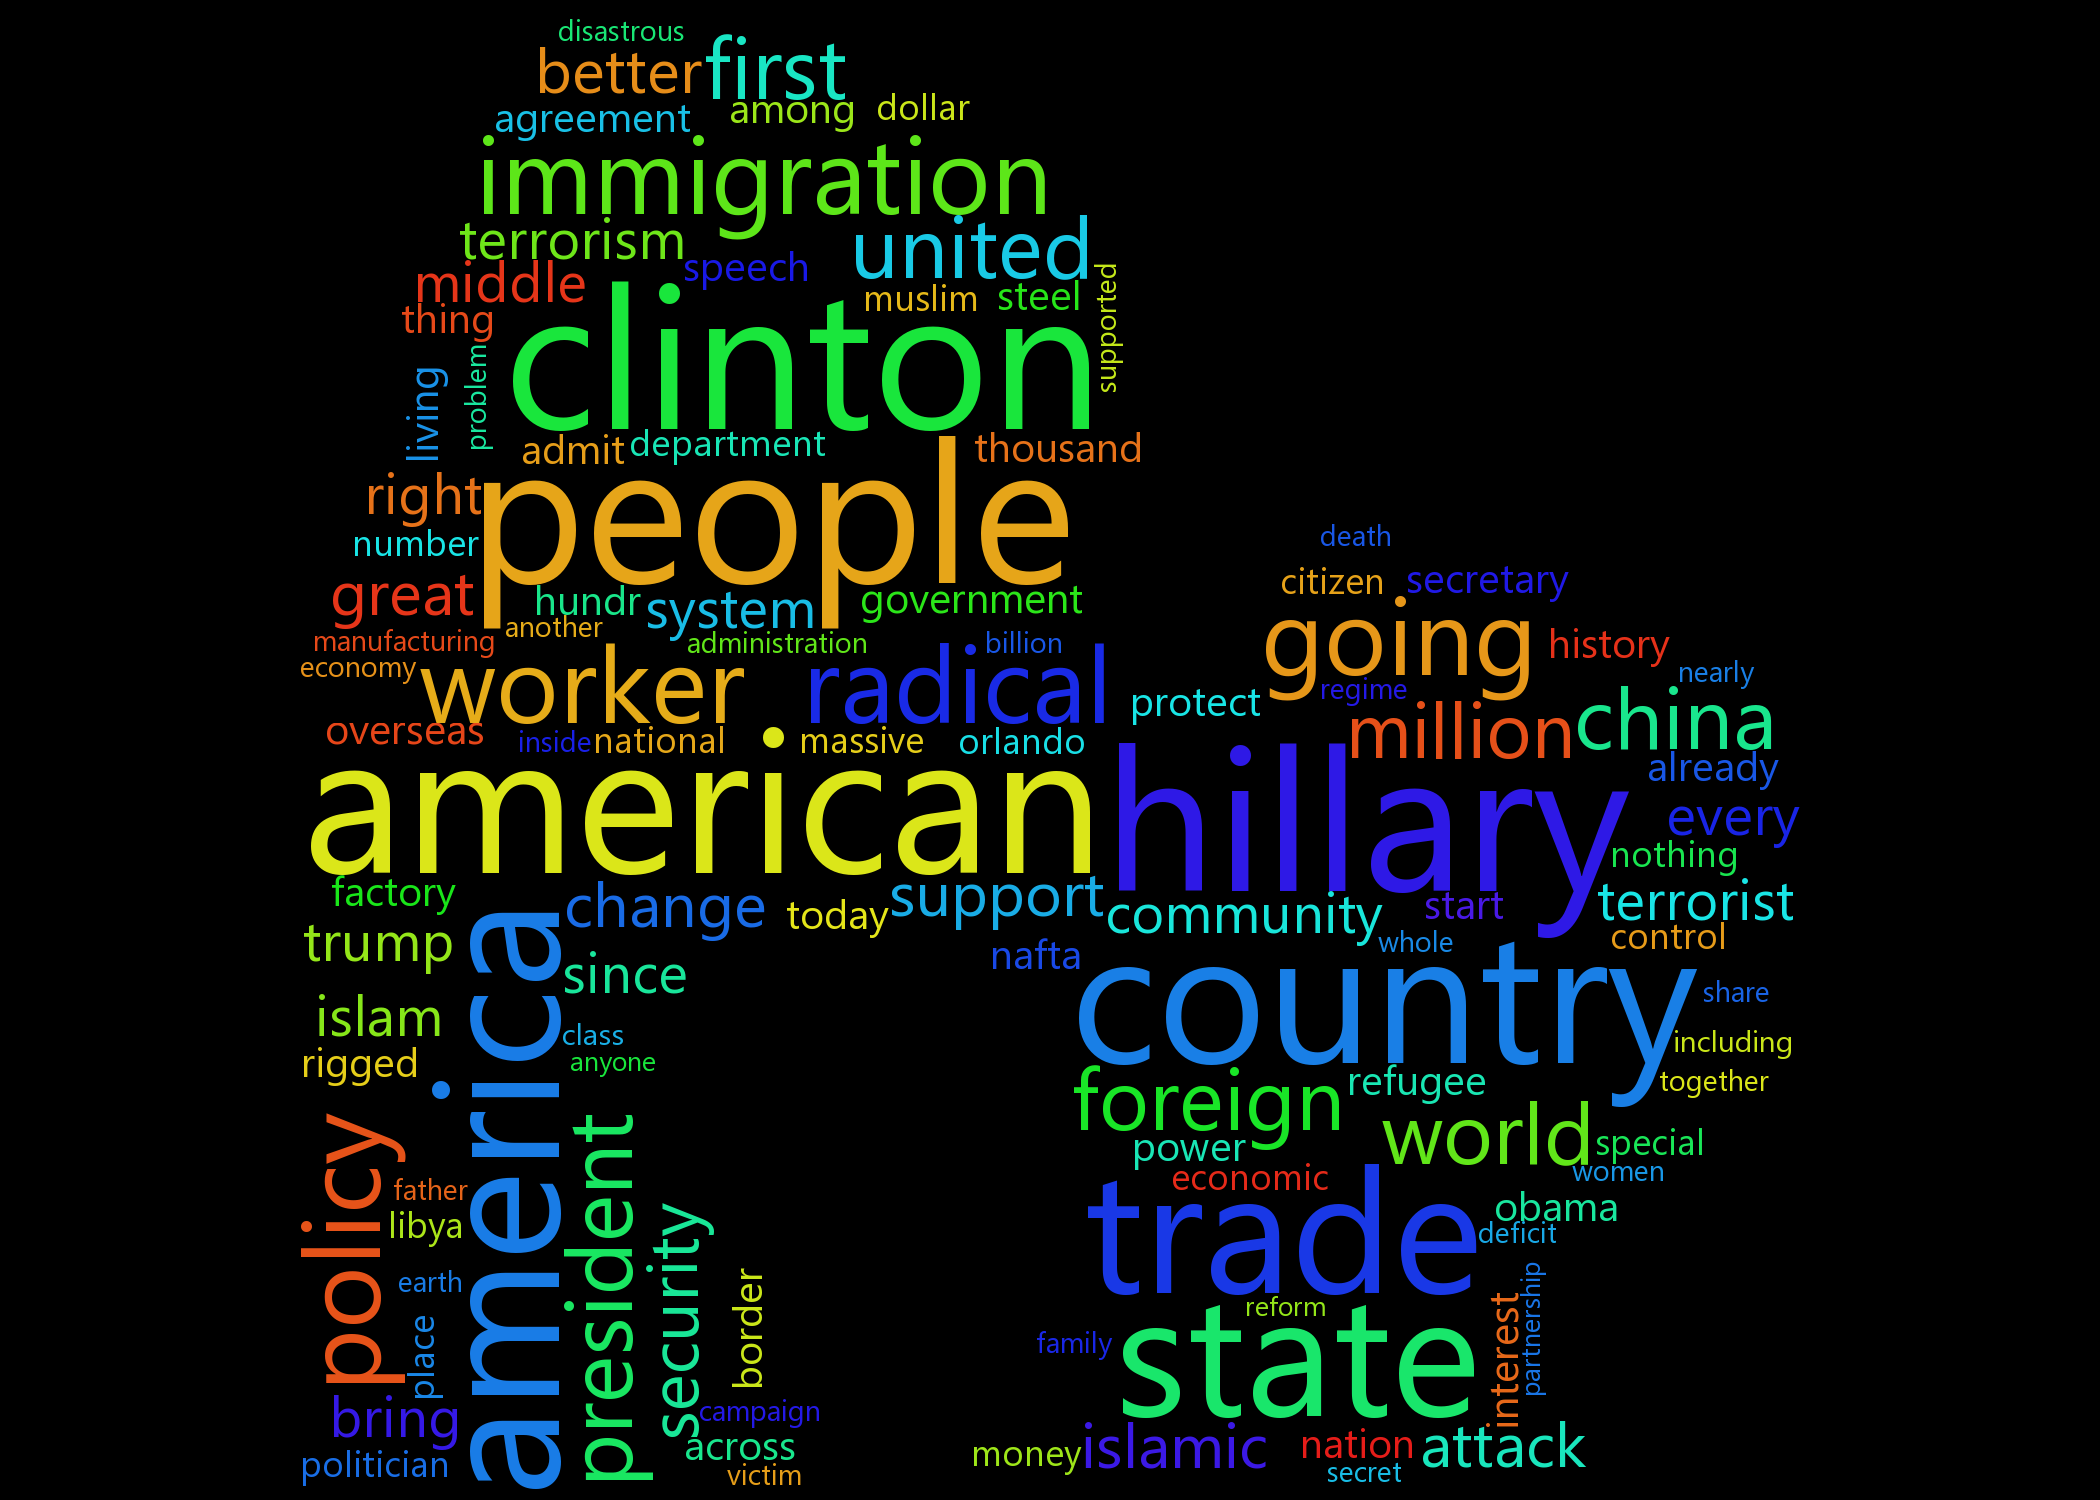 disastrous
better
first
agreement
among
dollar
immigration
terrorism
united
speech
middle
muslim
steel
supported
thing
clinton
living
problem
admit
department
thousand
right
people
number
death
great
hundr
system
government
citizen
secretary
another
going
manufacturing
administration
billion
history
economy
worker
radical
nearly
regime
protect
overseas
inside
national
massive
orlando
million
china
already
american
hillary
every
nothing
factory
change
today
support
community
start
terrorist
trump
control
nafta
whole
since
country
share
islam
class
including
rigged
anyone
foreign
refugee
together
america
policy
president
world
special
power
women
father
economic
libya
trade
obama
security
deficit
earth
border
reform
interest
partnership
place
family
state
bring
campaign
across
money
islamic
nation
attack
politician
victim
secret